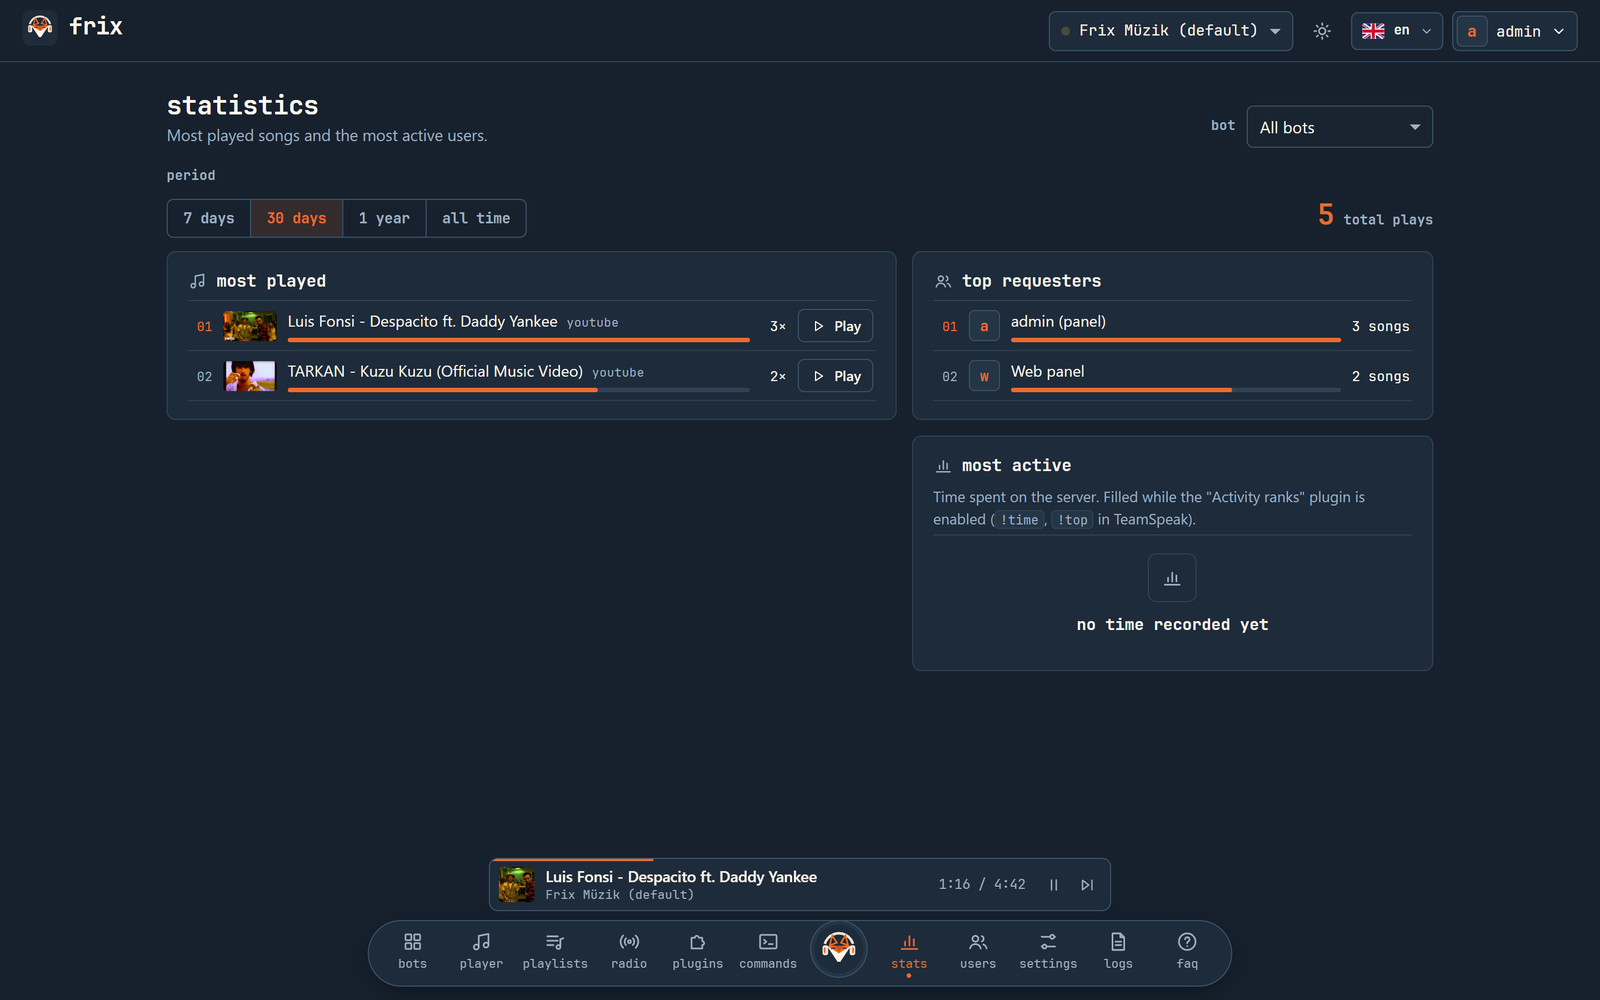 frix
Frix Müzik (default)
en
a admin
statistics
Most played songs and the most active users.
bot
All bots
period
7 days
30 days
1 year
all time
5 total plays
most played
01 Luis Fonsi - Despacito ft. Daddy Yankee youtube 3× Play
02 TARKAN - Kuzu Kuzu (Official Music Video) youtube 2× Play
top requesters
01 a admin (panel) 3 songs
02 w Web panel 2 songs
most active
Time spent on the server. Filled while the "Activity ranks" plugin is
enabled (!time, !top in TeamSpeak).
no time recorded yet
Luis Fonsi - Despacito ft. Daddy Yankee
Frix Müzik (default)
1:16 / 4:42
bots
player
playlists
radio
plugins
commands
stats
users
settings
logs
faq